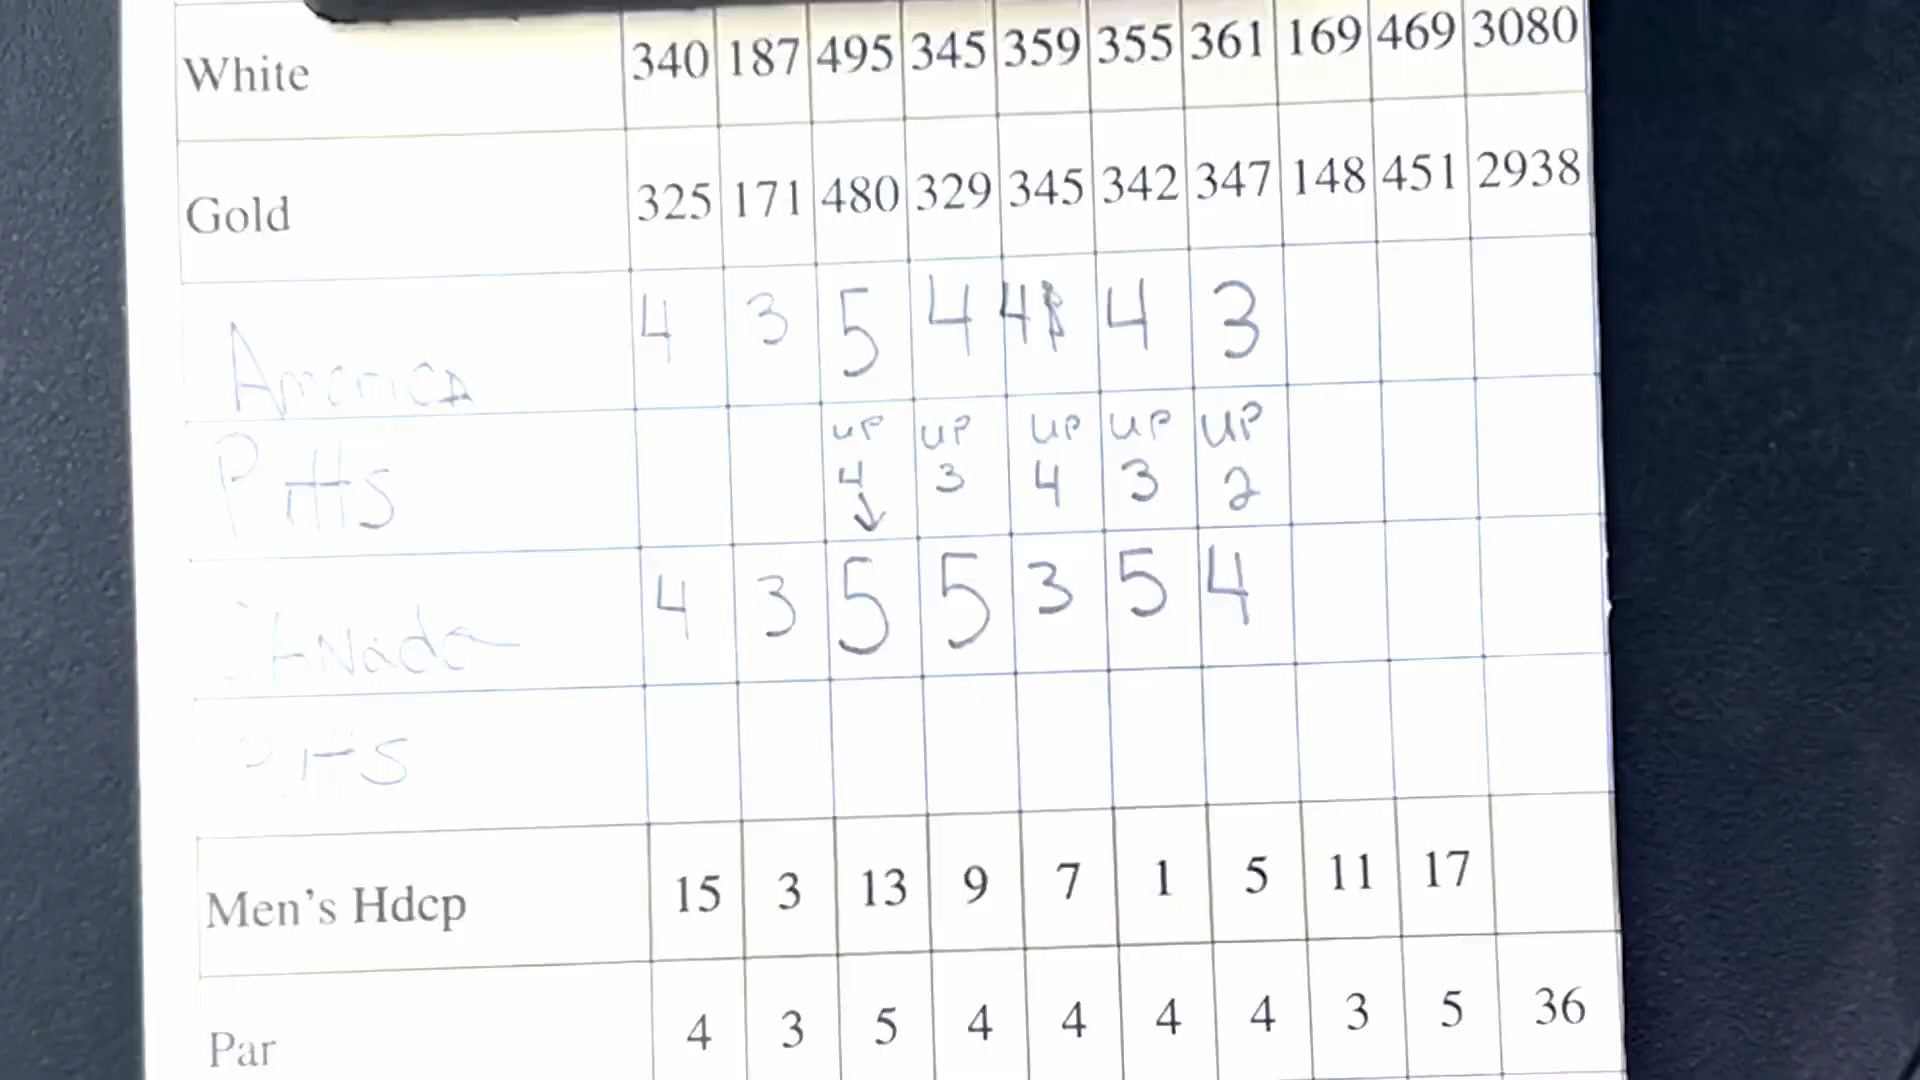 White 340 187 495 345 359 355 361 169 469 3080
Gold 325 171 480 329 345 342 347 148 451 2938
America 4 3 5 4 4 4 3
Pts UP 4 ↓ UP 3 UP 4 UP 3 UP 2
Canada 4 3 5 5 3 5 4
Pts
Men's Hdcp 15 3 13 9 7 1 5 11 17
Par 4 3 5 4 4 4 4 3 5 36